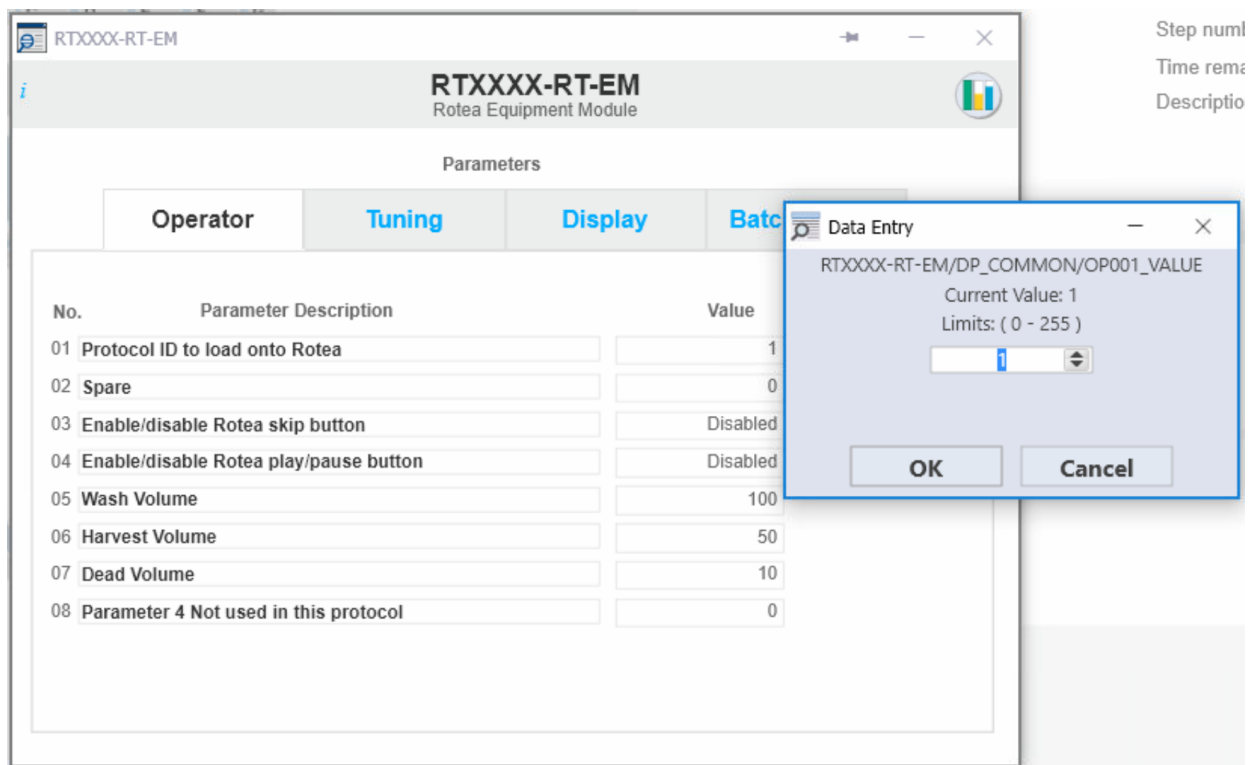 RTXXXX-RT-EM
i
RTXXXX-RT-EM
Rotea Equipment Module
Parameters
Operator Tuning Display Batc
No. Parameter Description Value
01 Protocol ID to load onto Rotea 1
02 Spare 0
03 Enable/disable Rotea skip button Disabled
04 Enable/disable Rotea play/pause button Disabled
05 Wash Volume 100
06 Harvest Volume 50
07 Dead Volume 10
08 Parameter 4 Not used in this protocol 0
Data Entry
RTXXXX-RT-EM/DP_COMMON/OP001_VALUE
Current Value: 1
Limits: ( 0 - 255 )
1
OK Cancel
Step numb
Time rema
Descriptio